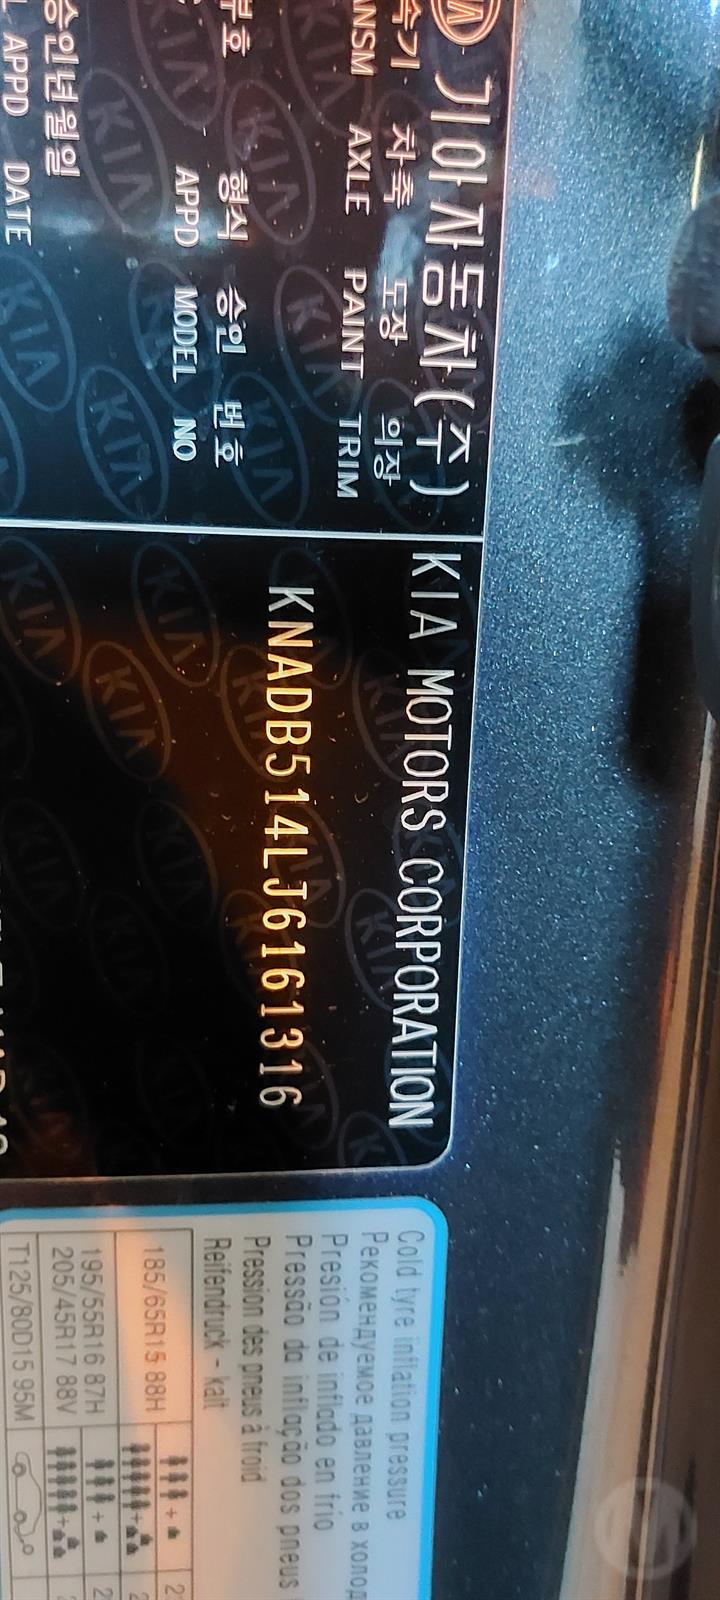 기아자동차(주)
KIA MOTORS CORPORATION
속기 차축 도장 의장
AXLE PAINT TRIM
KNADB514LJ6161316
형식 승인 번호
APPD MODEL NO
승인년월일
APPD DATE
Cold tyre inflation pressure
Рекомендуемое давление в холод
Presión de inflado en frío
Pressão da inflação dos pneus
Pression des pneus à froid
Reifendruck - kalt
185/65R15 88H
195/55R16 87H
205/45R17 88V
T125/80D15 95M